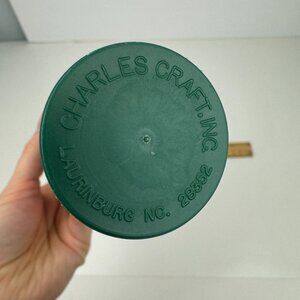 CHARLES CRAFT, INC.
LAURINBURG NC. 28352